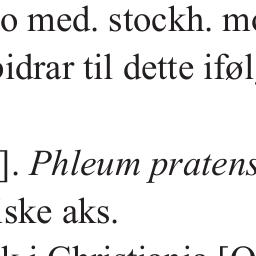 o med. stockh. m
bidrar til dette iføl
]. Phleum pratens
ske aks.
k i Christiania [O